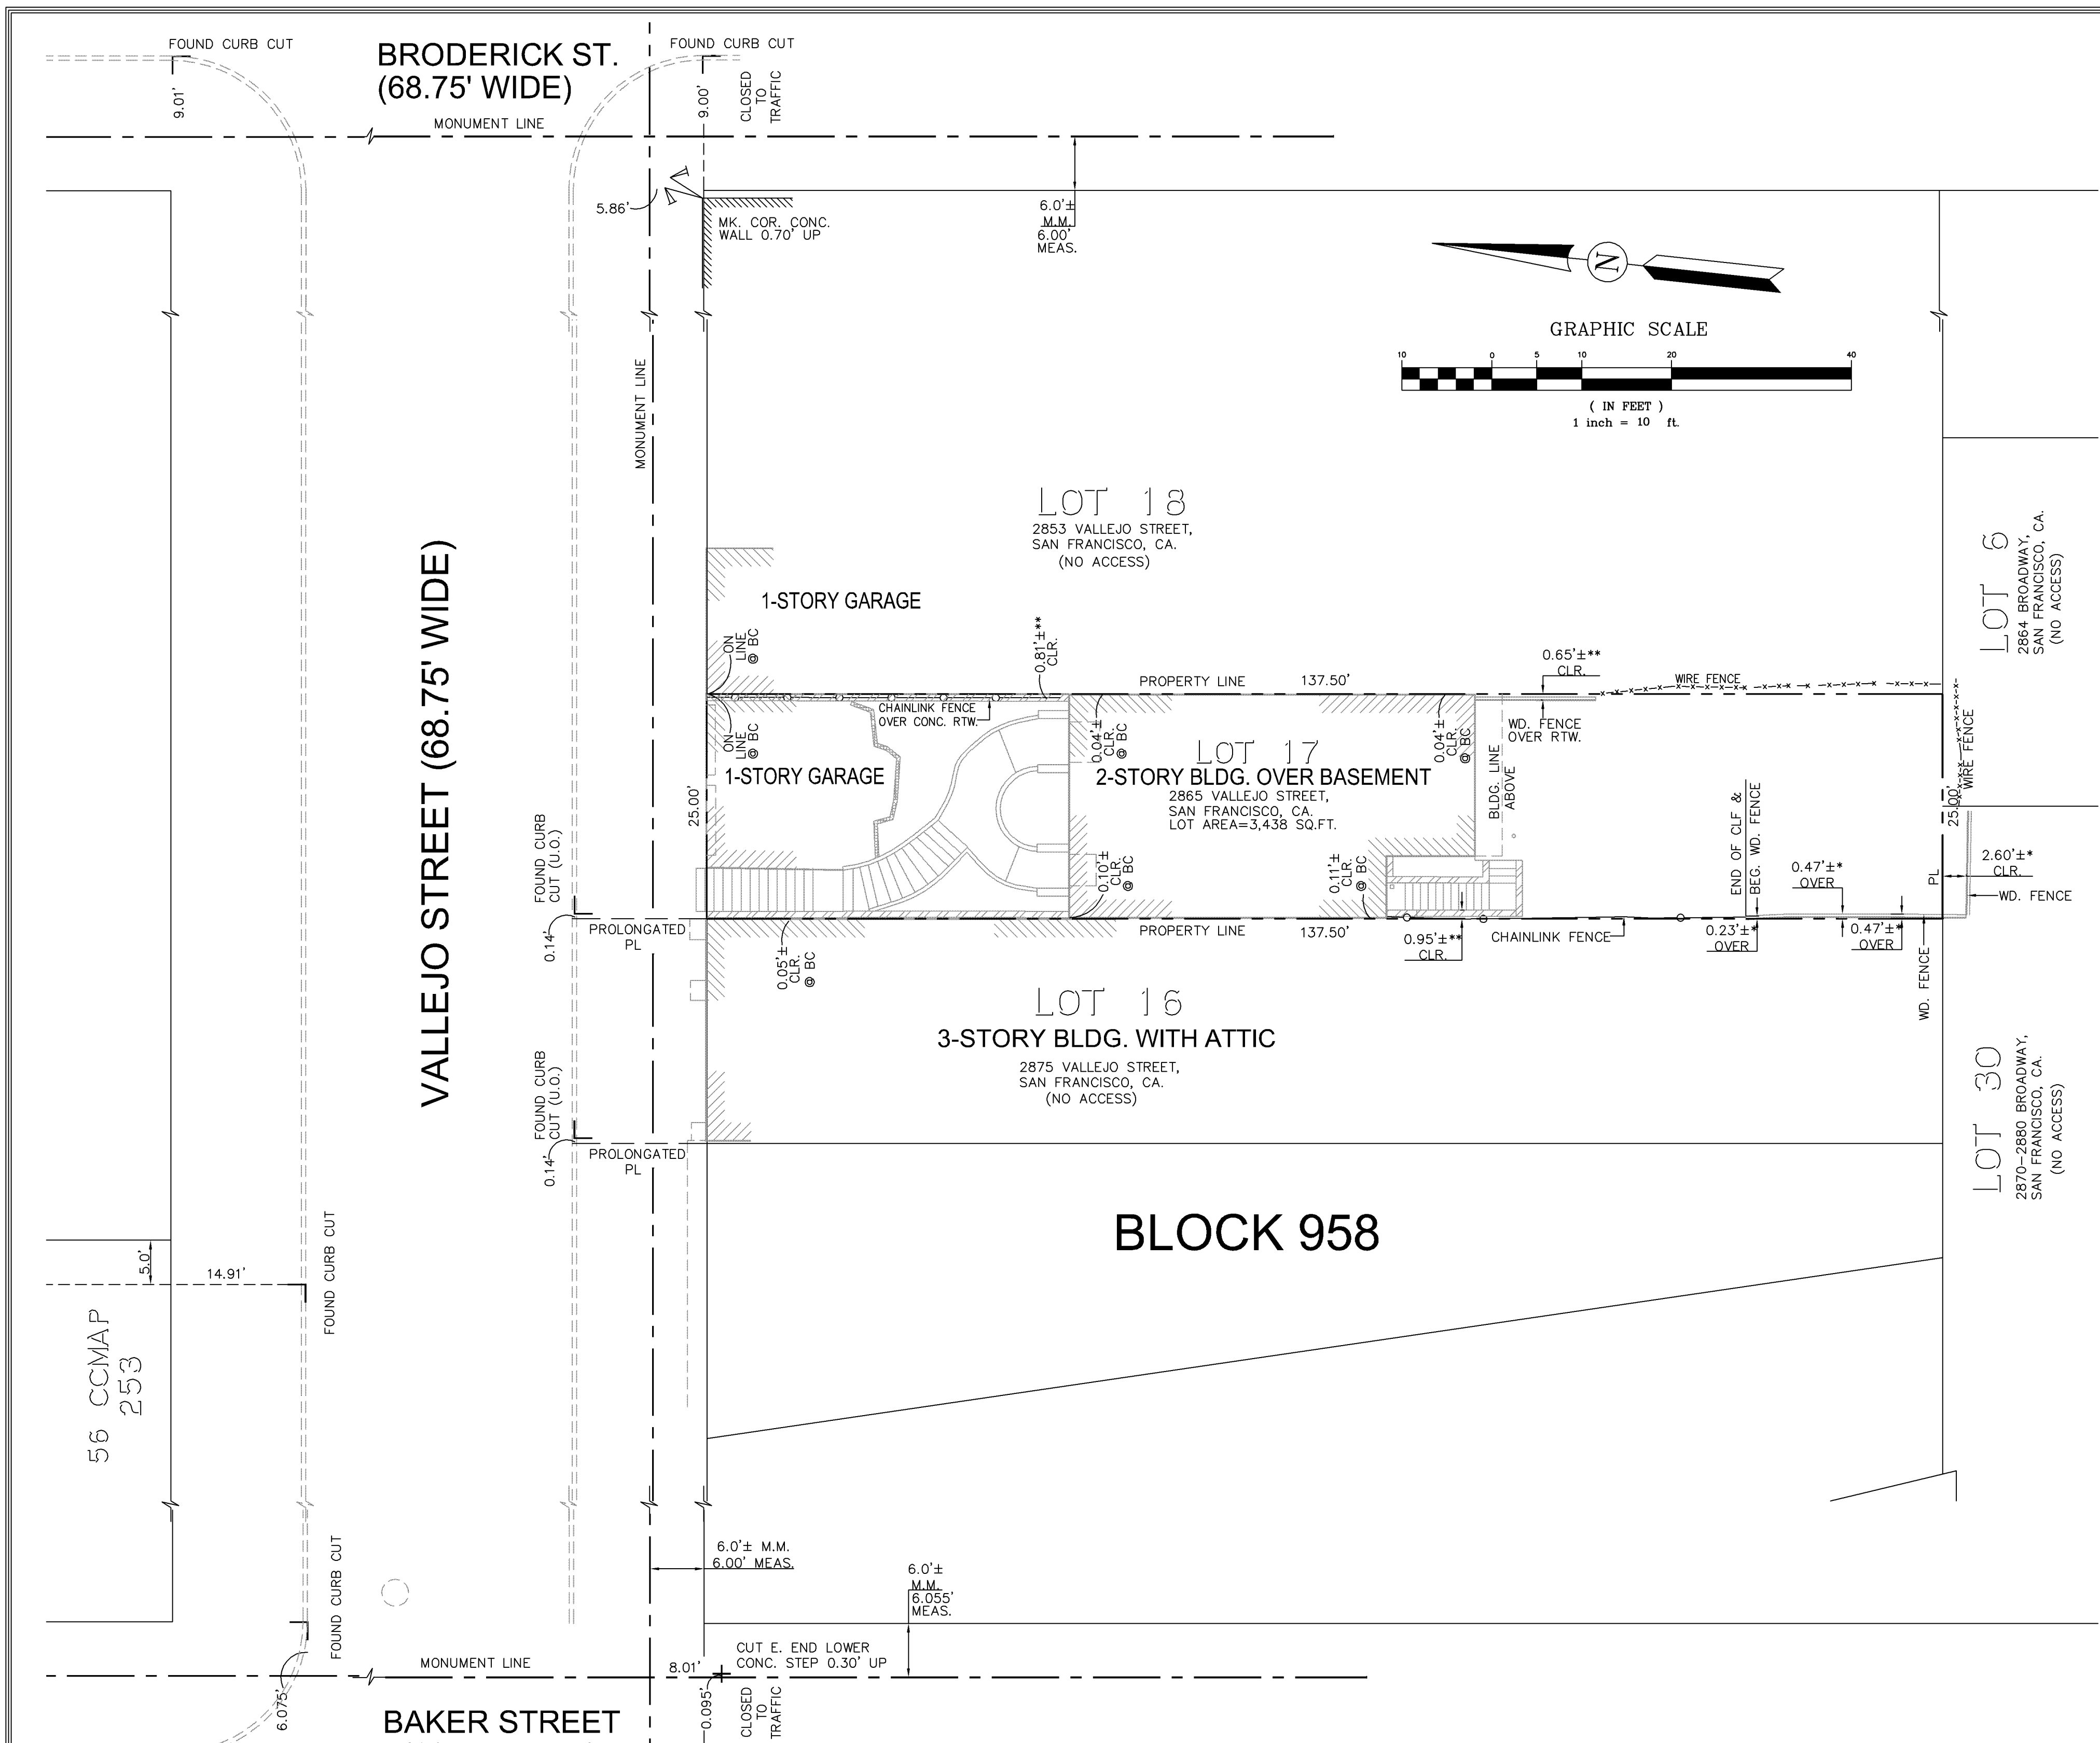 FOUND CURB CUT
BRODERICK ST.
(68.75' WIDE)
FOUND CURB CUT
9.01'
9.00'
CLOSED
TO
TRAFFIC
MONUMENT LINE
5.86'
MK. COR. CONC.
WALL 0.70' UP
6.0'±
M.M.
6.00'
MEAS.
N
GRAPHIC SCALE
10 0 5 10 20 40
( IN FEET )
1 inch = 10 ft.
MONUMENT LINE
VALLEJO STREET (68.75' WIDE)
LOT 18
2853 VALLEJO STREET,
SAN FRANCISCO, CA.
(NO ACCESS)
LOT 6
2864 BROADWAY,
SAN FRANCISCO, CA.
(NO ACCESS)
1-STORY GARAGE
ON
LINE
@ BC
0.81'±**
CLR.
PROPERTY LINE 137.50'
0.65'±**
CLR.
WIRE FENCE
CHAINLINK FENCE
OVER CONC. RTW.
ON
LINE
@ BC
0.04'±
CLR.
@ BC
0.04'±
CLR.
@ BC
WD. FENCE
OVER RTW.
WIRE FENCE
LOT 17
1-STORY GARAGE
2-STORY BLDG. OVER BASEMENT
2865 VALLEJO STREET,
SAN FRANCISCO, CA.
LOT AREA=3,438 SQ.FT.
BLDG. LINE
ABOVE
25.00'
25.00'
END OF CLF &
BEG. WD. FENCE
FOUND CURB
CUT (U.O.)
0.10'±
CLR.
@ BC
0.11'±
CLR.
@ BC
0.47'±*
OVER
PL
2.60'±*
CLR.
WD. FENCE
0.14'
PROLONGATED
PL
0.05'±
CLR.
@ BC
PROPERTY LINE 137.50'
0.95'±**
CLR.
CHAINLINK FENCE
0.23'±*
OVER
0.47'±*
OVER
WD. FENCE
LOT 16
3-STORY BLDG. WITH ATTIC
2875 VALLEJO STREET,
SAN FRANCISCO, CA.
(NO ACCESS)
LOT 30
2870-2880 BROADWAY,
SAN FRANCISCO, CA.
(NO ACCESS)
FOUND CURB
CUT (U.O.)
0.14'
PROLONGATED
PL
BLOCK 958
5.0'
14.91'
FOUND CURB CUT
56 CCMAP
253
6.0'± M.M.
6.00' MEAS.
6.0'±
M.M.
6.055'
MEAS.
FOUND CURB CUT
MONUMENT LINE
8.01'
CUT E. END LOWER
CONC. STEP 0.30' UP
6.075'
0.095'
CLOSED
TO
TRAFFIC
BAKER STREET